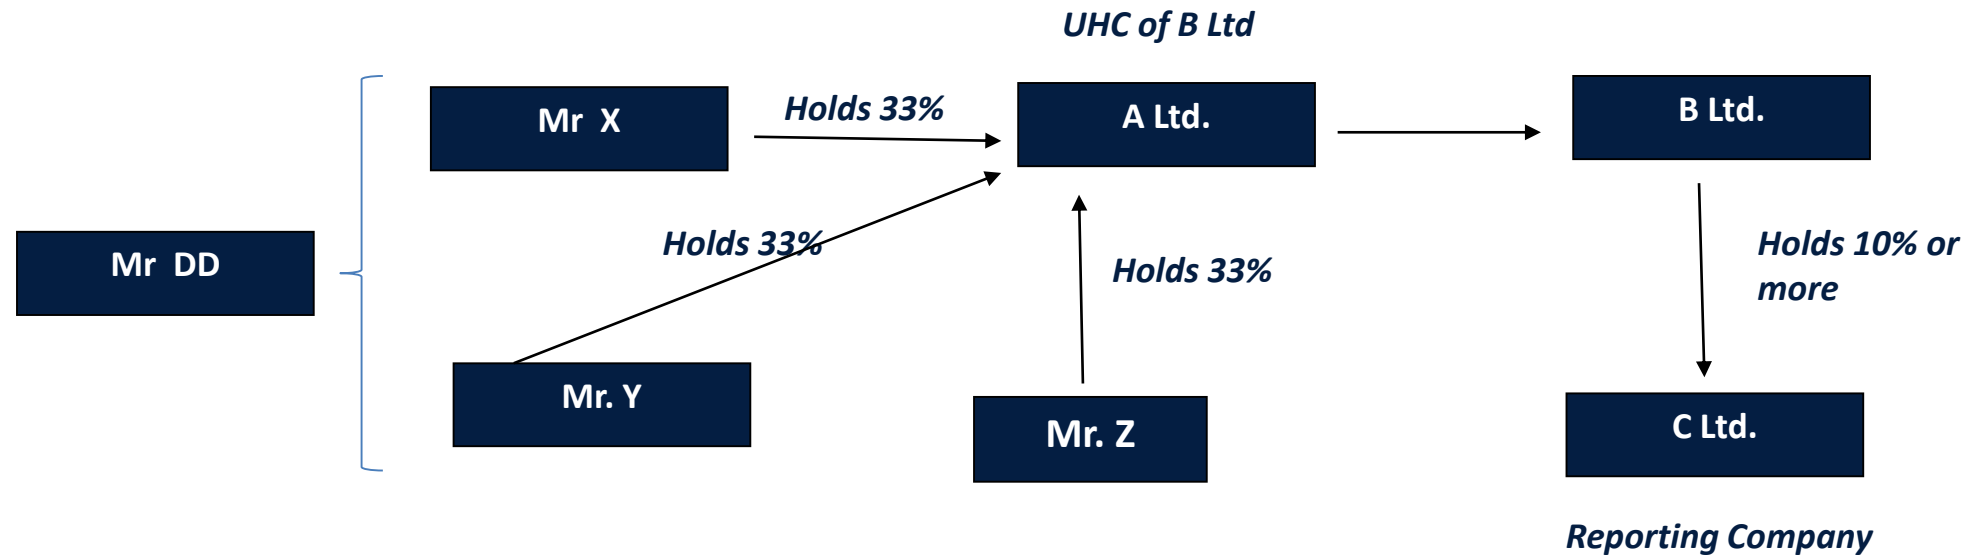 UHC of B Ltd
Mr X
Holds 33%
A Ltd.
B Ltd.
Mr DD
Holds 33%
Holds 33%
Holds 10% or
more
Mr. Y
Mr. Z
C Ltd.
Reporting Company